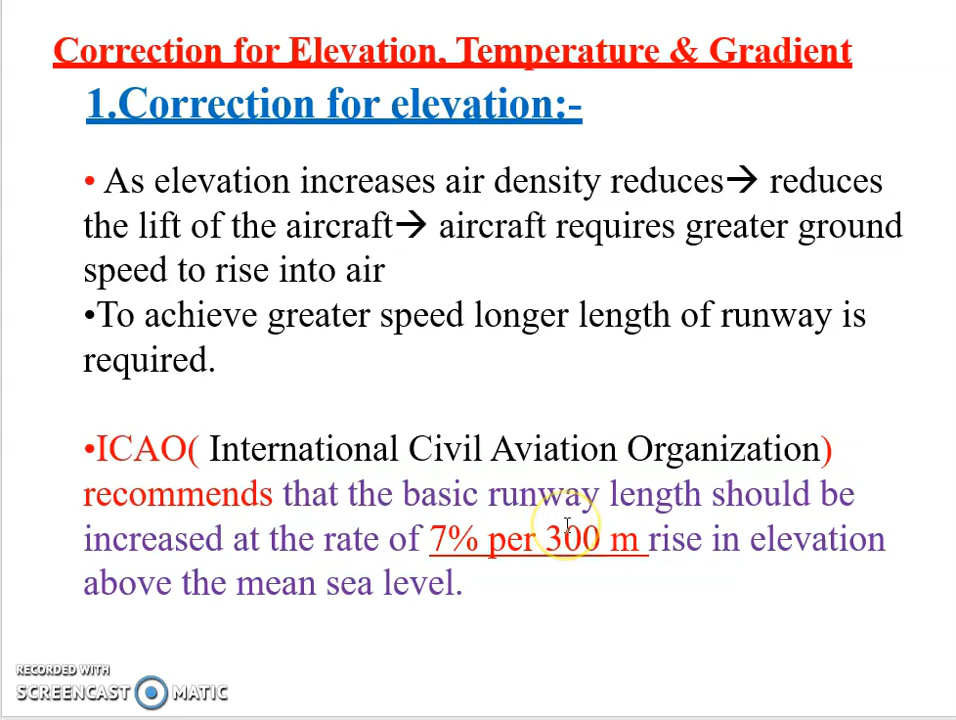 Correction for Elevation, Temperature & Gradient
1.Correction for elevation:-
• As elevation increases air density reduces→ reduces
the lift of the aircraft→ aircraft requires greater ground
speed to rise into air
•To achieve greater speed longer length of runway is
required.
•ICAO( International Civil Aviation Organization)
recommends that the basic runway length should be
increased at the rate of 7% per 300 m rise in elevation
above the mean sea level.
RECORDED WITH
SCREENCAST MATIC